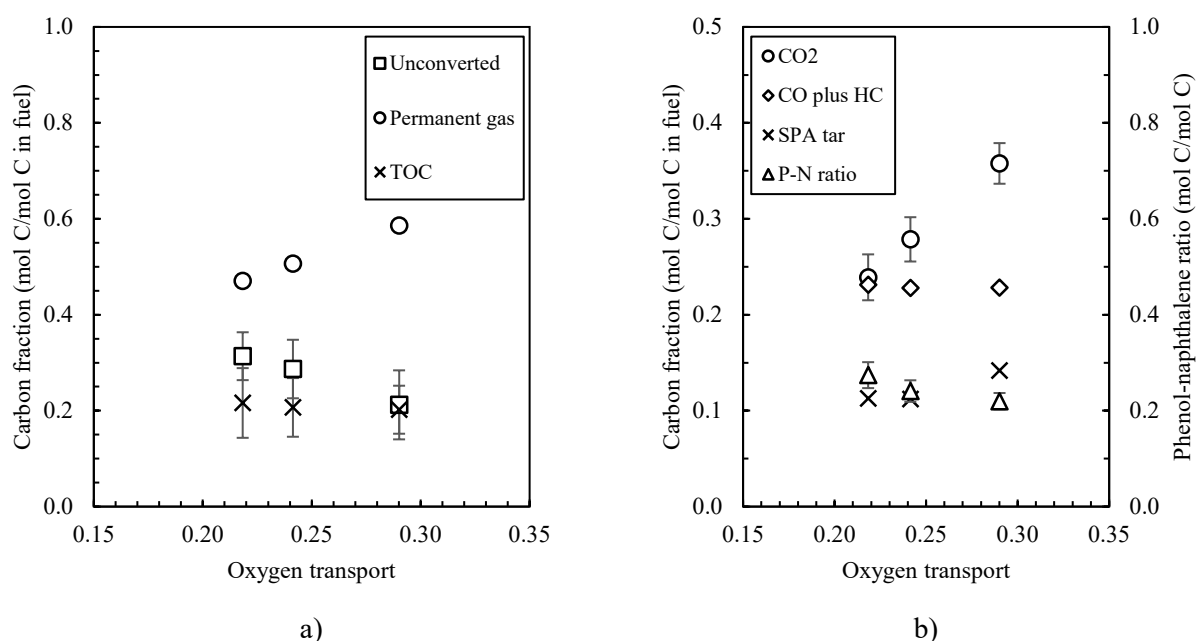 Carbon fraction (mol C/mol C in fuel)
1.0
0.8
0.6
0.4
0.2
0.0
0.15
0.20
0.25
0.30
0.35
Oxygen transport
Unconverted
Permanent gas
TOC
a)
Carbon fraction (mol C/mol C in fuel)
0.5
0.4
0.3
0.2
0.1
0.0
0.15
0.20
0.25
0.30
0.35
Oxygen transport
CO2
CO plus HC
SPA tar
P-N ratio
1.0
0.8
0.6
0.4
0.2
0.0
Phenol-naphthalene ratio (mol C/mol C)
b)